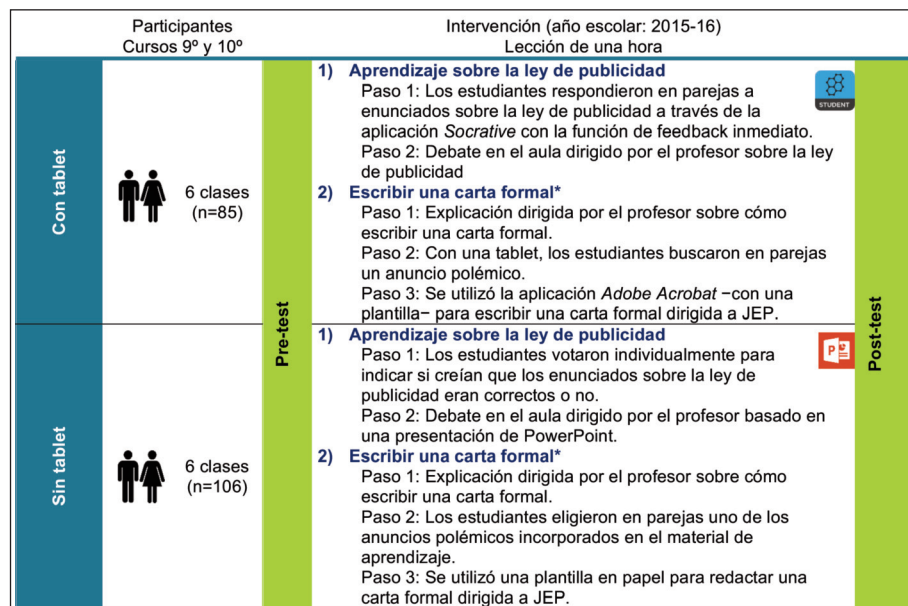 Participantes
Cursos 9º y 10º
Intervención (año escolar: 2015-16)
Lección de una hora
Con tablet
6 clases
(n=85)
Pre-test
1) Aprendizaje sobre la ley de publicidad
Paso 1: Los estudiantes respondieron en parejas a
enunciados sobre la ley de publicidad a través de la
aplicación Socrative con la función de feedback inmediato.
Paso 2: Debate en el aula dirigido por el profesor sobre la ley
de publicidad
STUDENT
2) Escribir una carta formal*
Paso 1: Explicación dirigida por el profesor sobre cómo
escribir una carta formal.
Paso 2: Con una tablet, los estudiantes buscaron en parejas
un anuncio polémico.
Paso 3: Se utilizó la aplicación Adobe Acrobat −con una
plantilla− para escribir una carta formal dirigida a JEP.
Post-test
Sin tablet
6 clases
(n=106)
1) Aprendizaje sobre la ley de publicidad
Paso 1: Los estudiantes votaron individualmente para
indicar si creían que los enunciados sobre la ley de
publicidad eran correctos o no.
Paso 2: Debate en el aula dirigido por el profesor basado en
una presentación de PowerPoint.
P
2) Escribir una carta formal*
Paso 1: Explicación dirigida por el profesor sobre cómo
escribir una carta formal.
Paso 2: Los estudiantes eligieron en parejas uno de los
anuncios polémicos incorporados en el material de
aprendizaje.
Paso 3: Se utilizó una plantilla en papel para redactar una
carta formal dirigida a JEP.